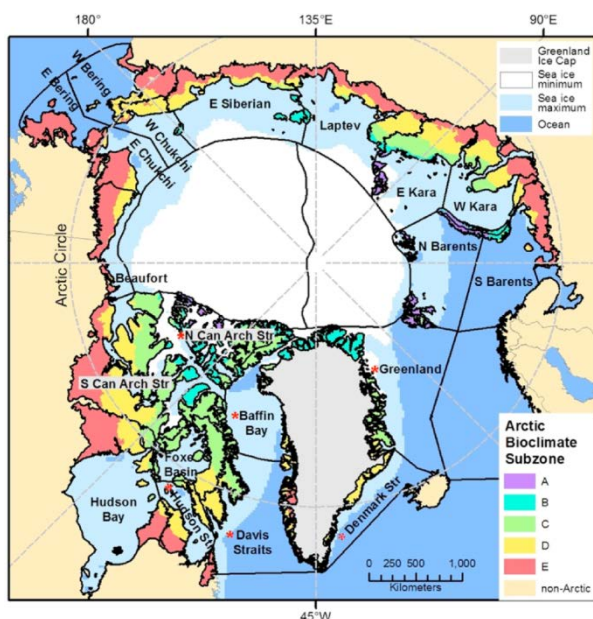 180°
135°E
90°E
W Bering
E Bering
W Chukchi
E Chukchi
E Siberian
Laptev
E Kara
W Kara
N Barents
S Barents
Beaufort
Arctic Circle
*N Can Arch Str
S Can Arch Str
*Greenland
*Baffin
Bay
Foxe
Basin
*Hudson Str
Hudson
Bay
*Davis
Straits
*Denmark Str
0 250 500 1,000
Kilometers
45°W
Greenland
Ice Cap
Sea ice
minimum
Sea ice
maximum
Ocean
Arctic
Bioclimate
Subzone
A
B
C
D
E
non-Arctic